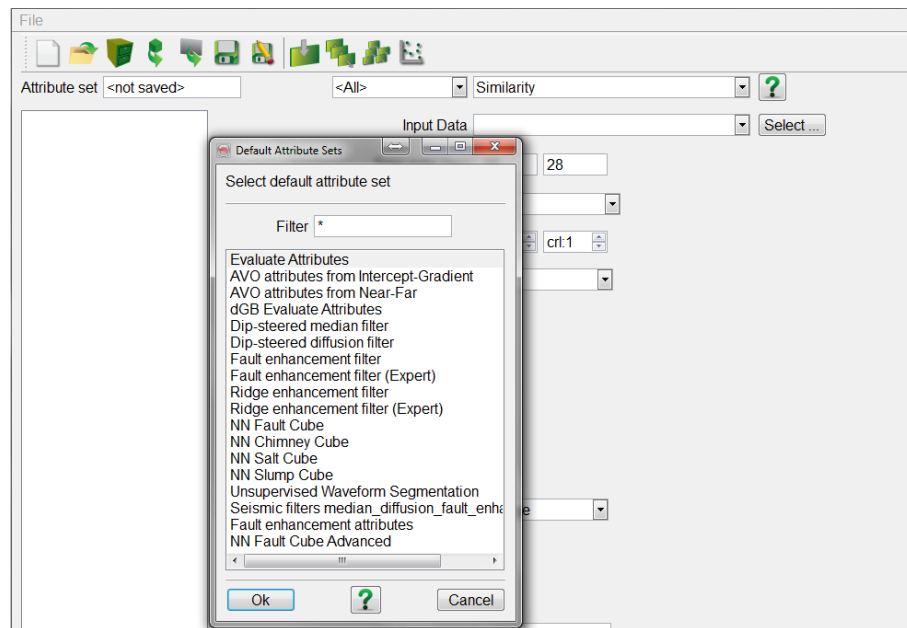 File
Attribute set <not saved> <All> Similarity
Input Data Select ...
Default Attribute Sets
Select default attribute set
28
Filter *
crl:1
Evaluate Attributes
AVO attributes from Intercept-Gradient
AVO attributes from Near-Far
dGB Evaluate Attributes
Dip-steered median filter
Dip-steered diffusion filter
Fault enhancement filter
Fault enhancement filter (Expert)
Ridge enhancement filter
Ridge enhancement filter (Expert)
NN Fault Cube
NN Chimney Cube
NN Salt Cube
NN Slump Cube
Unsupervised Waveform Segmentation
Seismic filters median_diffusion_fault_enha
e
Fault enhancement attributes
NN Fault Cube Advanced
Ok ? Cancel